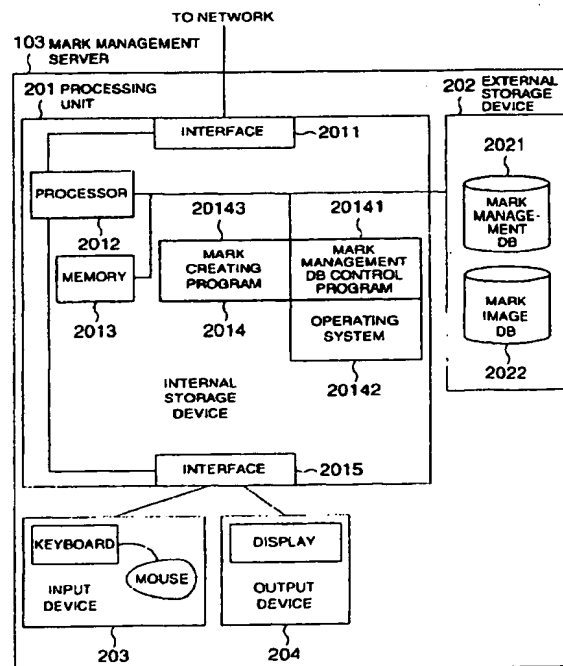 TO NETWORK
103 MARK MANAGEMENT
SERVER
201 PROCESSING
UNIT
202 EXTERNAL
STORAGE
DEVICE
INTERFACE
2011
2021
PROCESSOR
2012
20143
20141
MARK
MANAGE-
MENT
DB
MEMORY
2013
MARK
CREATING
PROGRAM
2014
MARK
MANAGEMENT
DB CONTROL
PROGRAM
OPERATING
SYSTEM
20142
MARK
IMAGE
DB
2022
INTERNAL
STORAGE
DEVICE
INTERFACE
2015
KEYBOARD
MOUSE
INPUT
DEVICE
203
DISPLAY
OUTPUT
DEVICE
204